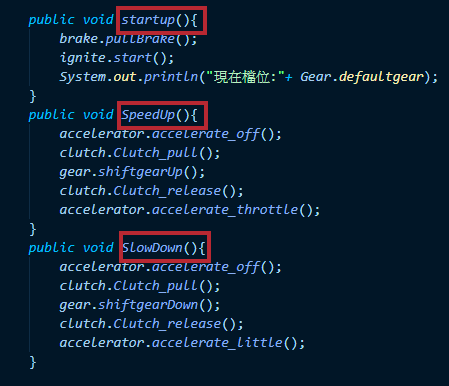 public void startup(){
brake.pullBrake();
ignite.start();
System.out.println("現在檔位:"+ Gear.defaultgear);
}
public void SpeedUp(){
accelerator.accelerate_off();
clutch.Clutch_pull();
gear.shiftgearUp();
clutch.Clutch_release();
accelerator.accelerate_throttle();
}
public void SlowDown(){
accelerator.accelerate_off();
clutch.Clutch_pull();
gear.shiftgearDown();
clutch.Clutch_release();
accelerator.accelerate_little();
}